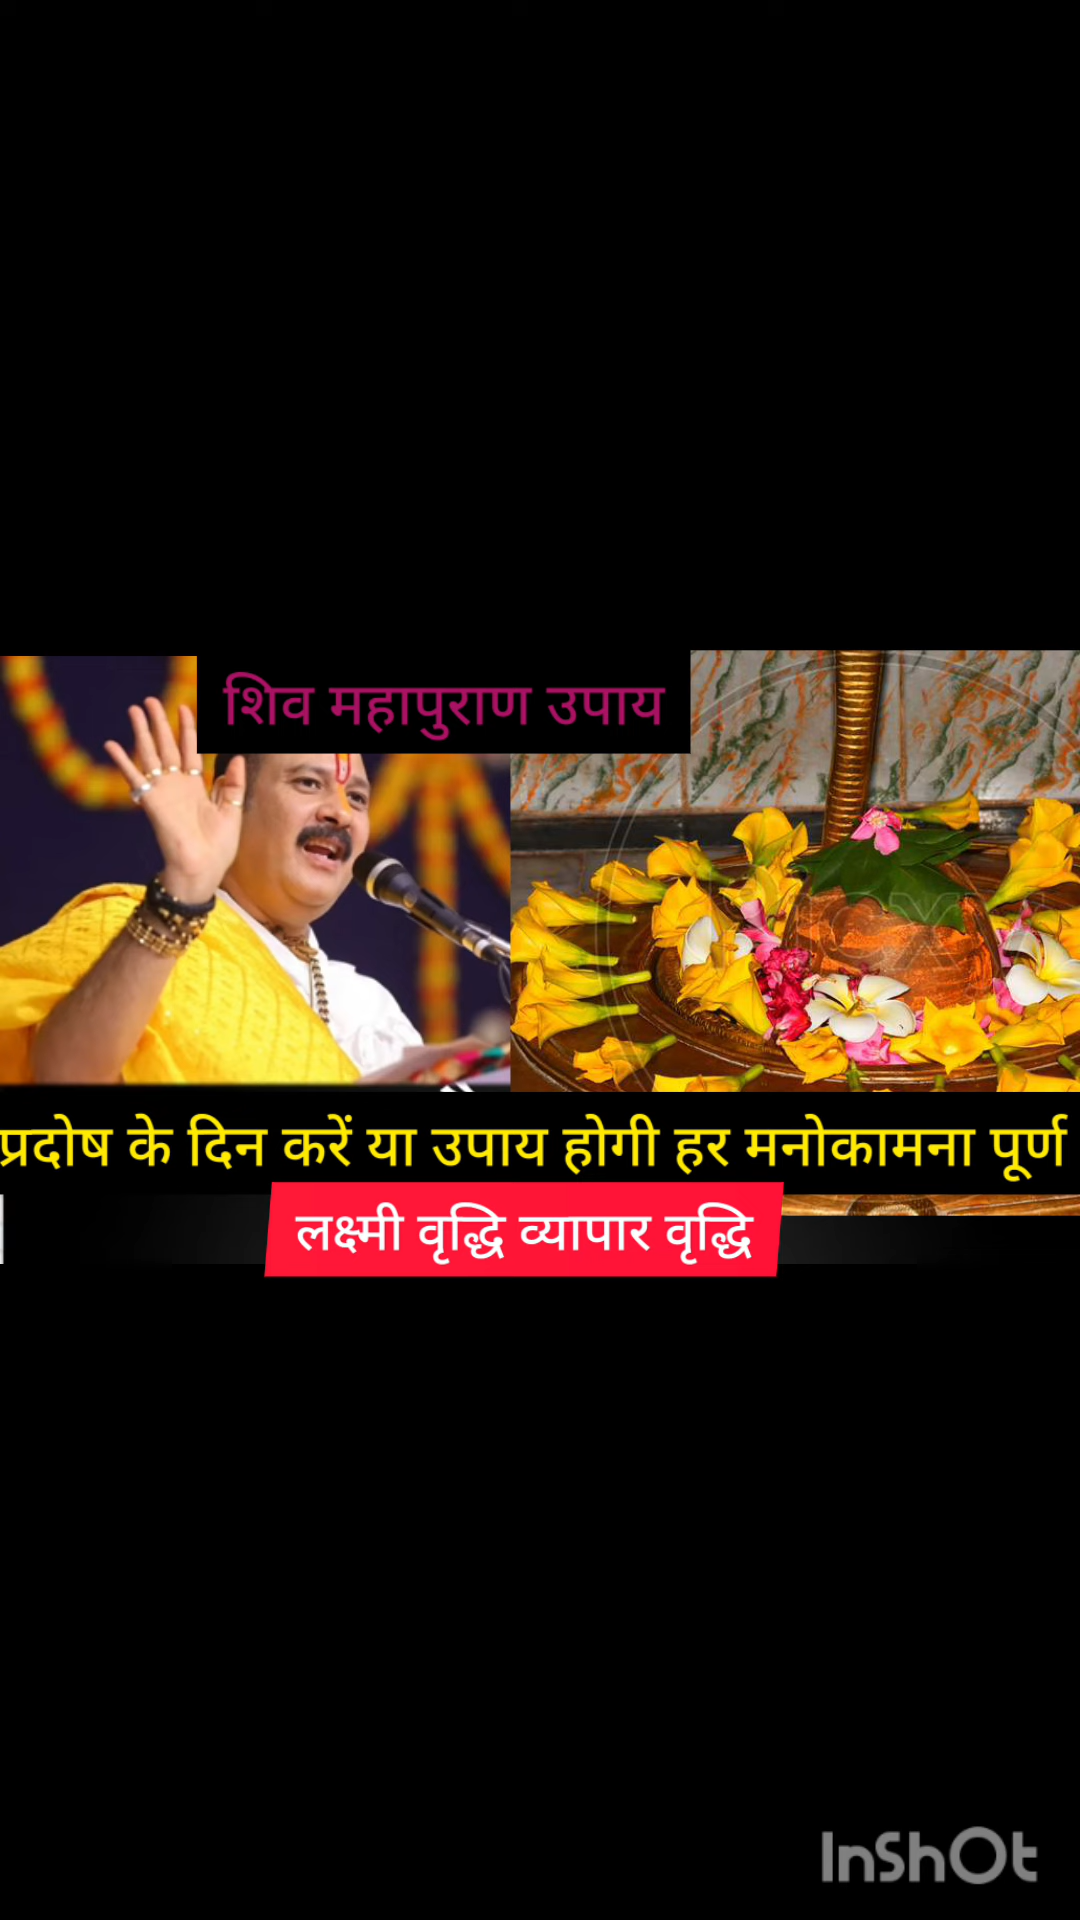 शिव महापुराण उपाय
प्रदोष के दिन करें या उपाय होगी हर मनोकामना पूर्ण
लक्ष्मी वृद्धि व्यापार वृद्धि
InShOt